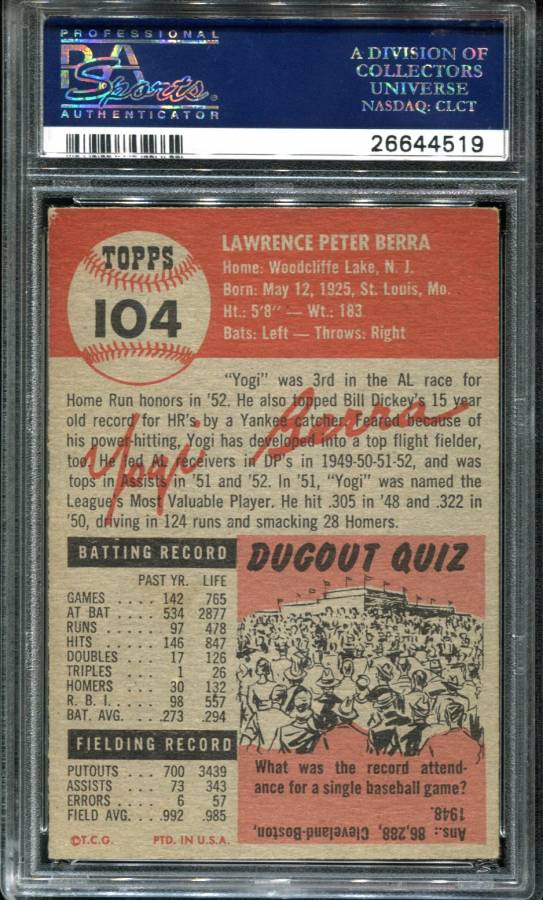 PROFESSIONAL
PSA
Sports
AUTHENTICATOR
A DIVISION OF
COLLECTORS
UNIVERSE
NASDAQ: CLCT
26644519
TOPPS
104
LAWRENCE PETER BERRA
Home: Woodcliffe Lake, N. J.
Born: May 12, 1925, St. Louis, Mo.
Ht.: 5'8" — Wt.: 183
Bats: Left — Throws: Right
"Yogi" was 3rd in the AL race for
Home Run honors in '52. He also topped Bill Dickey's 15 year
old record for HR's by a Yankee catcher. Feared because of
his power-hitting, Yogi has developed into a top flight fielder,
too. He led AL receivers in DP's in 1949-50-51-52, and was
tops in Assists in '51 and '52. In '51, "Yogi" was named the
League's Most Valuable Player. He hit .305 in '48 and .322 in
'50, driving in 124 runs and smacking 28 Homers.
Yogi Berra
BATTING RECORD
PAST YR. LIFE
GAMES .... 142 765
AT BAT .... 534 2877
RUNS ..... 97 478
HITS ..... 146 847
DOUBLES .. 17 126
TRIPLES ... 1 26
HOMERS ... 30 132
R. B. I. .... 98 557
BAT. AVG. .. .273 .294
FIELDING RECORD
PUTOUTS ... 700 3439
ASSISTS .... 73 343
ERRORS .... 6 57
FIELD AVG. .. .992 .985
©T.C.G. PTD. IN U.S.A.
DUGOUT QUIZ
What was the record attend-
ance for a single baseball game?
Ans.: 86,288, Cleveland-Boston,
1948.